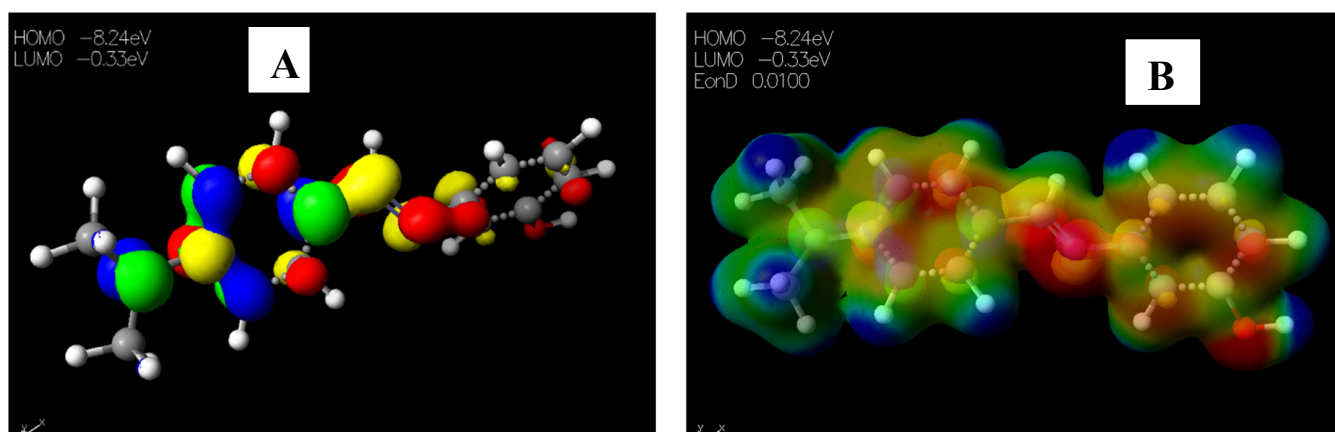 HOMO −8.24eV
LUMO −0.33eV
A
HOMO −8.24eV
LUMO −0.33eV
EonD 0.0100
B
y x
y x